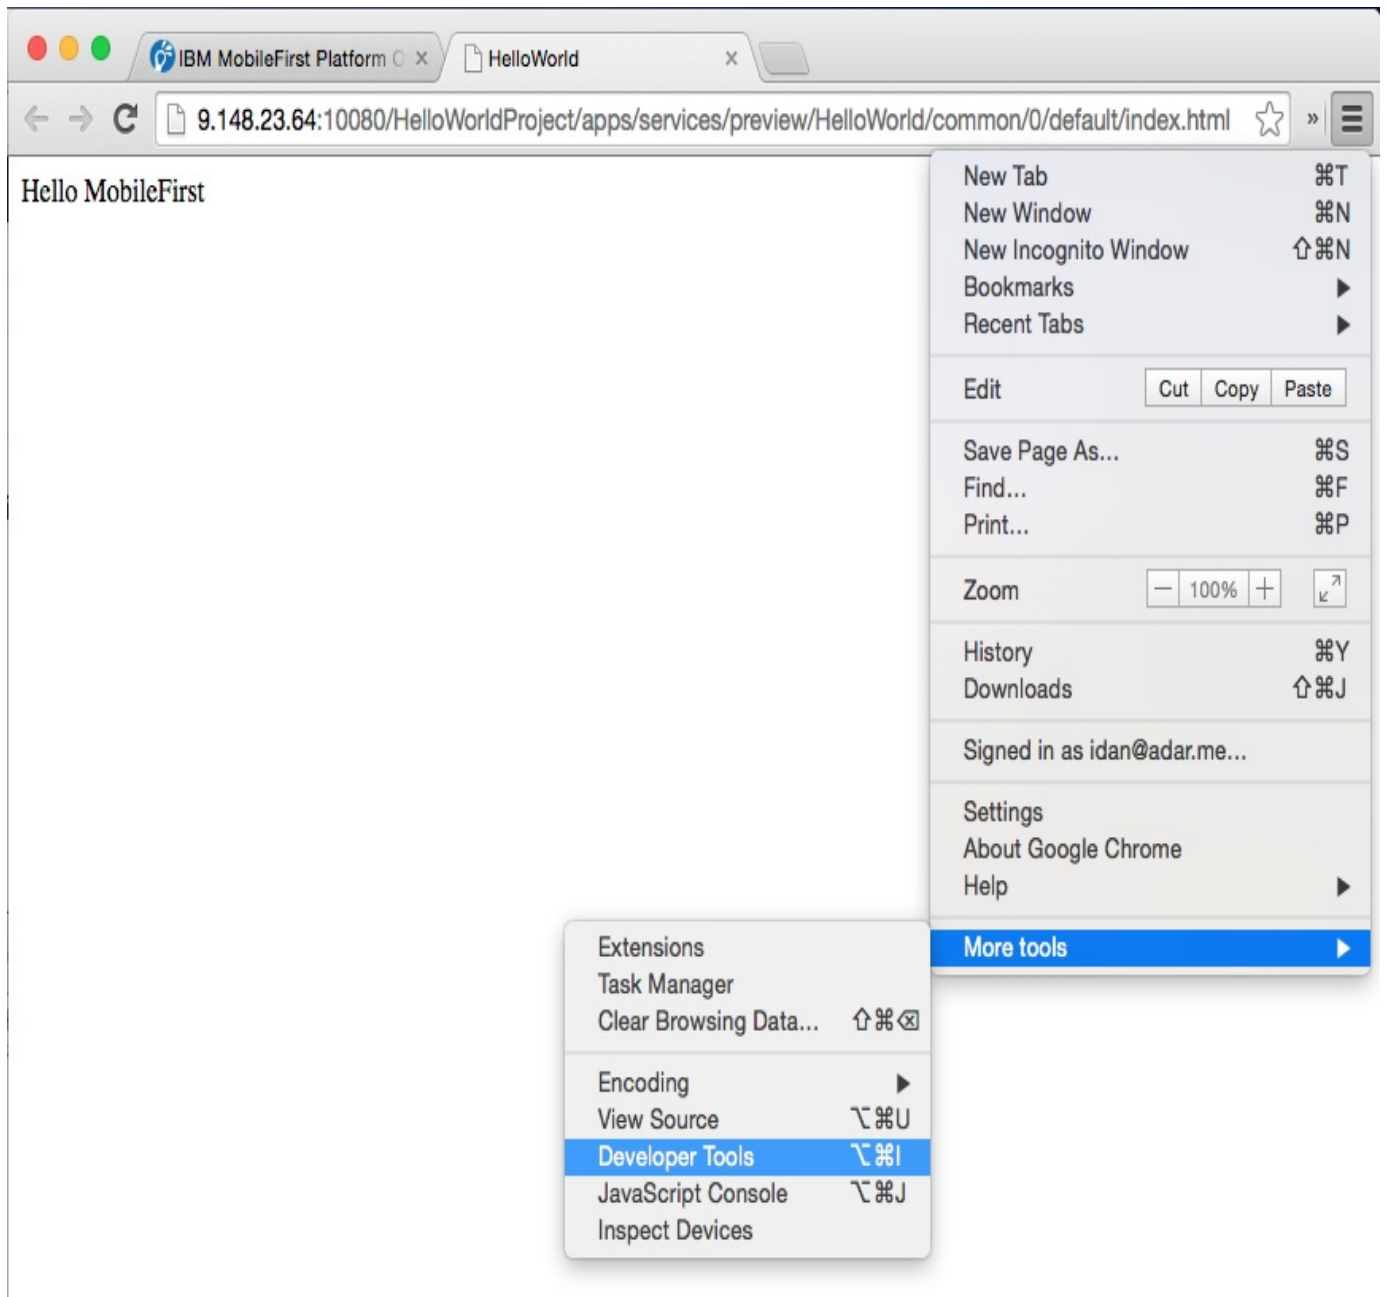 IBM MobileFirst Platform
HelloWorld
9.148.23.64:10080/HelloWorldProject/apps/services/preview/HelloWorld/common/0/default/index.html
Hello MobileFirst
New Tab ⌘T
New Window ⌘N
New Incognito Window ⇧⌘N
Bookmarks
Recent Tabs
Edit Cut Copy Paste
Save Page As... ⌘S
Find... ⌘F
Print... ⌘P
Zoom — 100% +
History ⌘Y
Downloads ⇧⌘J
Signed in as idan@adar.me...
Settings
About Google Chrome
Help
More tools
Extensions
Task Manager
Clear Browsing Data... ⇧⌘⌫
Encoding
View Source ⌥⌘U
Developer Tools ⌥⌘I
JavaScript Console ⌥⌘J
Inspect Devices